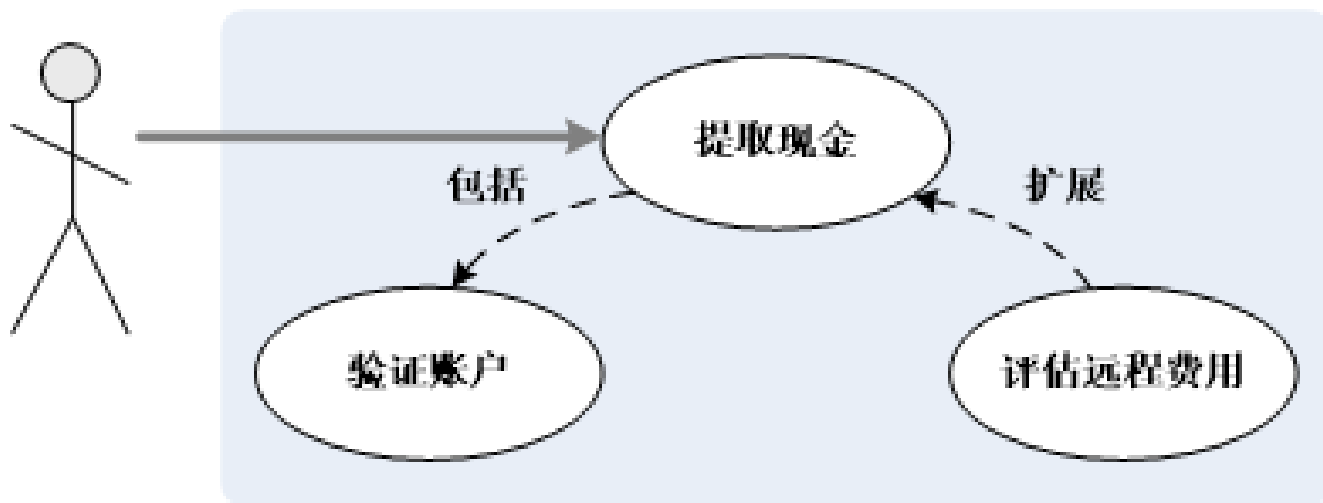 提取现金
包括
扩展
验证账户
评估远程费用